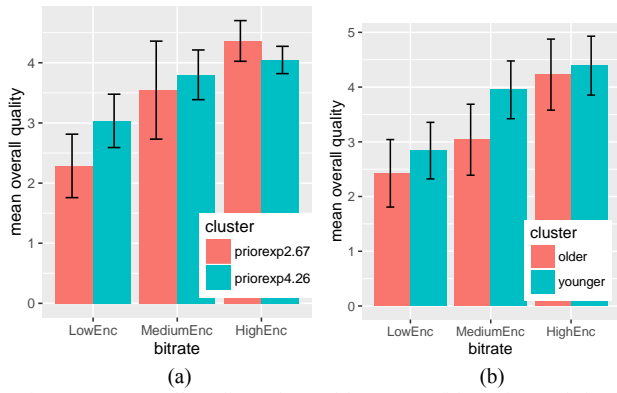 mean overall quality
4
3
2
1
0
cluster
priorexp2.67
priorexp4.26
LowEnc MediumEnc HighEnc
bitrate
(a)
mean overall quality
5
4
3
2
1
0
cluster
older
younger
LowEnc MediumEnc HighEnc
bitrate
(b)